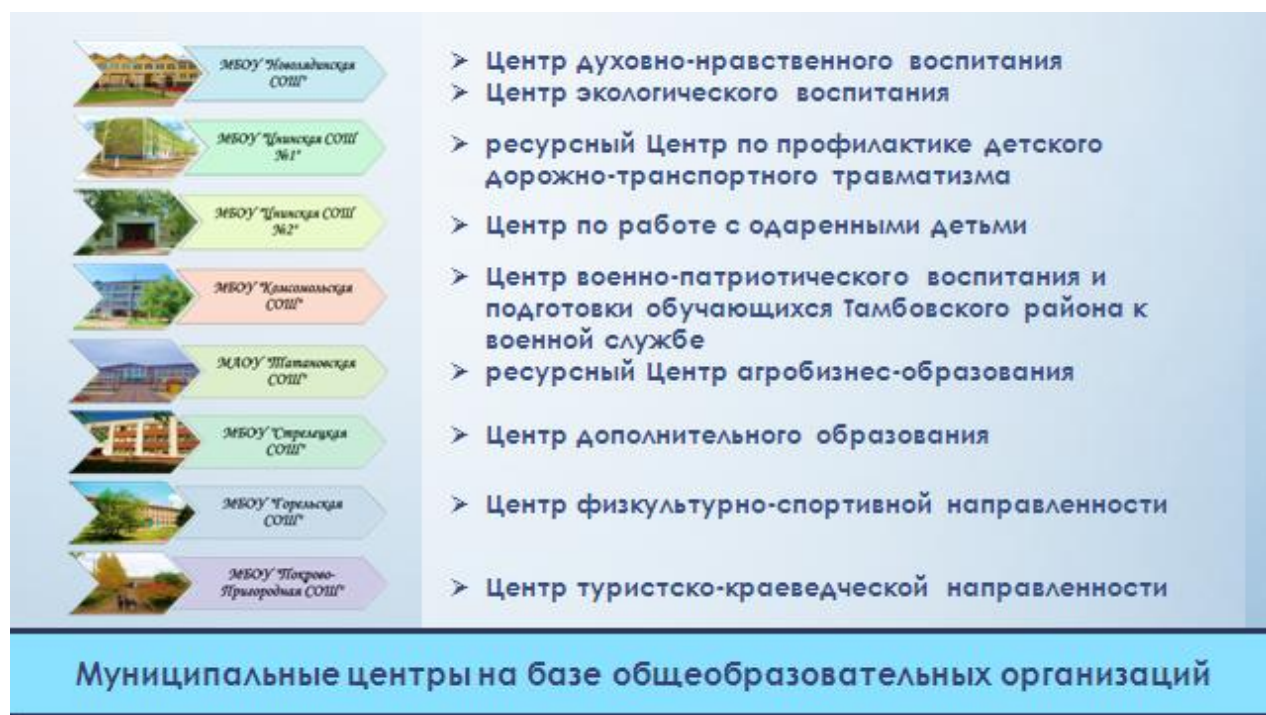 МБОУ "Новолядинская
СОШ"
➢ Центр духовно-нравственного воспитания
➢ Центр экологического воспитания
МБОУ "Цнинская СОШ
№1"
➢ ресурсный Центр по профилактике детского
дорожно-транспортного травматизма
МБОУ "Цнинская СОШ
№2"
➢ Центр по работе с одаренными детьми
МБОУ "Комсомольская
СОШ"
➢ Центр военно-патриотического воспитания и
подготовки обучающихся Тамбовского района к
военной службе
МАОУ "Татановская
СОШ"
➢ ресурсный Центр агробизнес-образования
МБОУ "Стрелецкая
СОШ"
➢ Центр дополнительного образования
МБОУ "Горельская
СОШ"
➢ Центр физкультурно-спортивной направленности
МБОУ "Покрово-
Пригородная СОШ"
➢ Центр туристско-краеведческой направленности
Муниципальные центры на базе общеобразовательных организаций